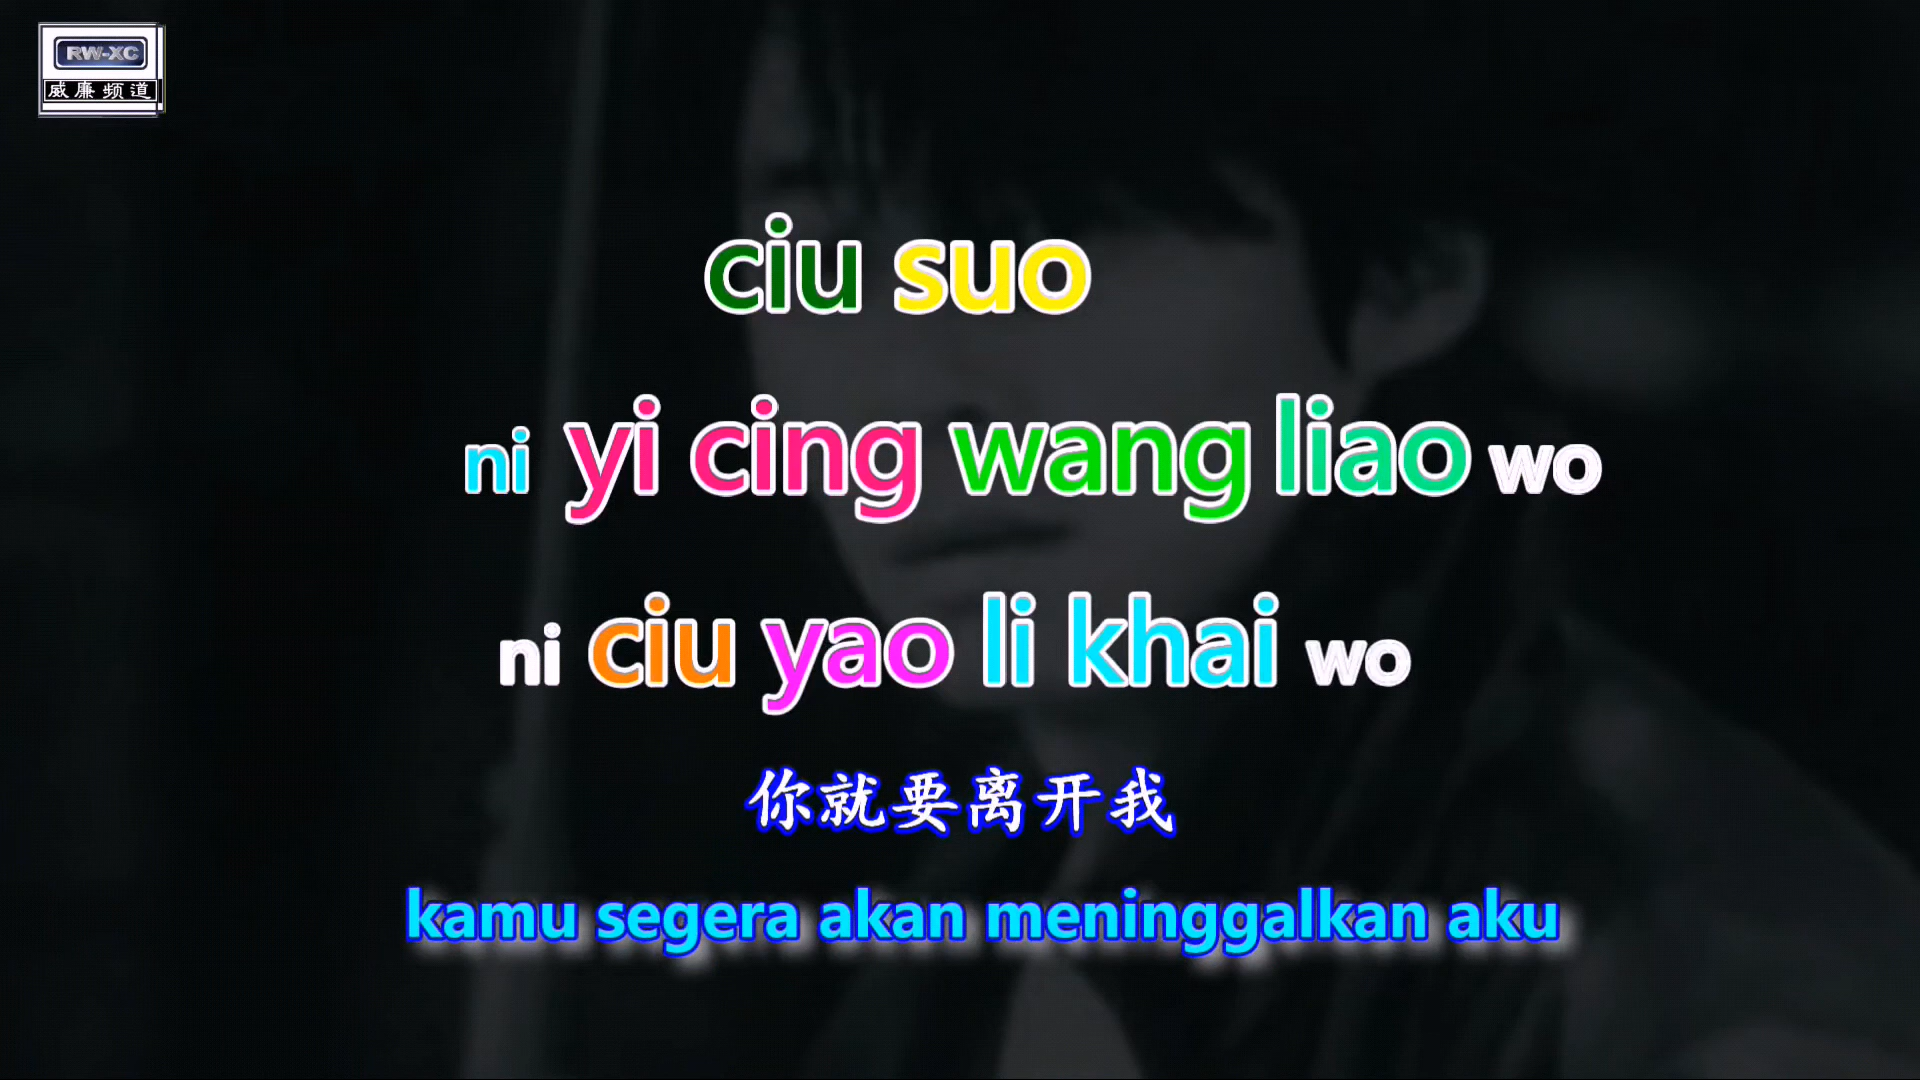 RW-XC
威廉频道
ciu suo
ni yi cing wang liao wo
ni ciu yao li khai wo
你就要离开我
kamu segera akan meninggalkan aku